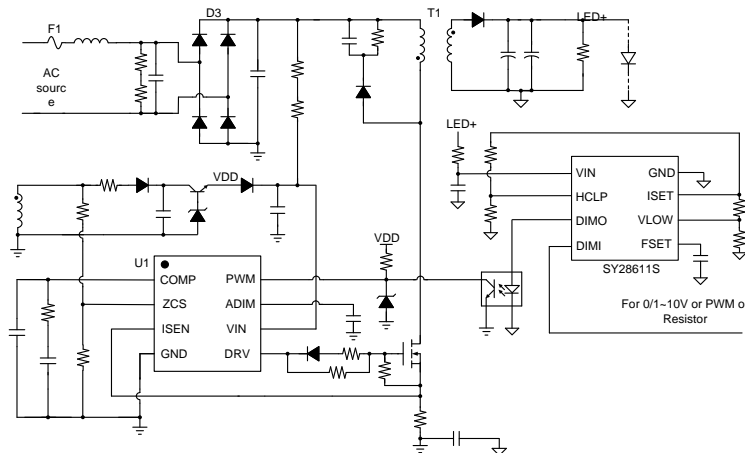 F1
D3
T1
LED+
AC
sourc
e
LED+
VIN
HCLP
DIMO
DIMI
GND
ISET
VLOW
FSET
SY28611S
For 0/1~10V or PWM o
Resistor
VDD
VDD
U1
COMP
ZCS
ISEN
GND
PWM
ADIM
VIN
DRV